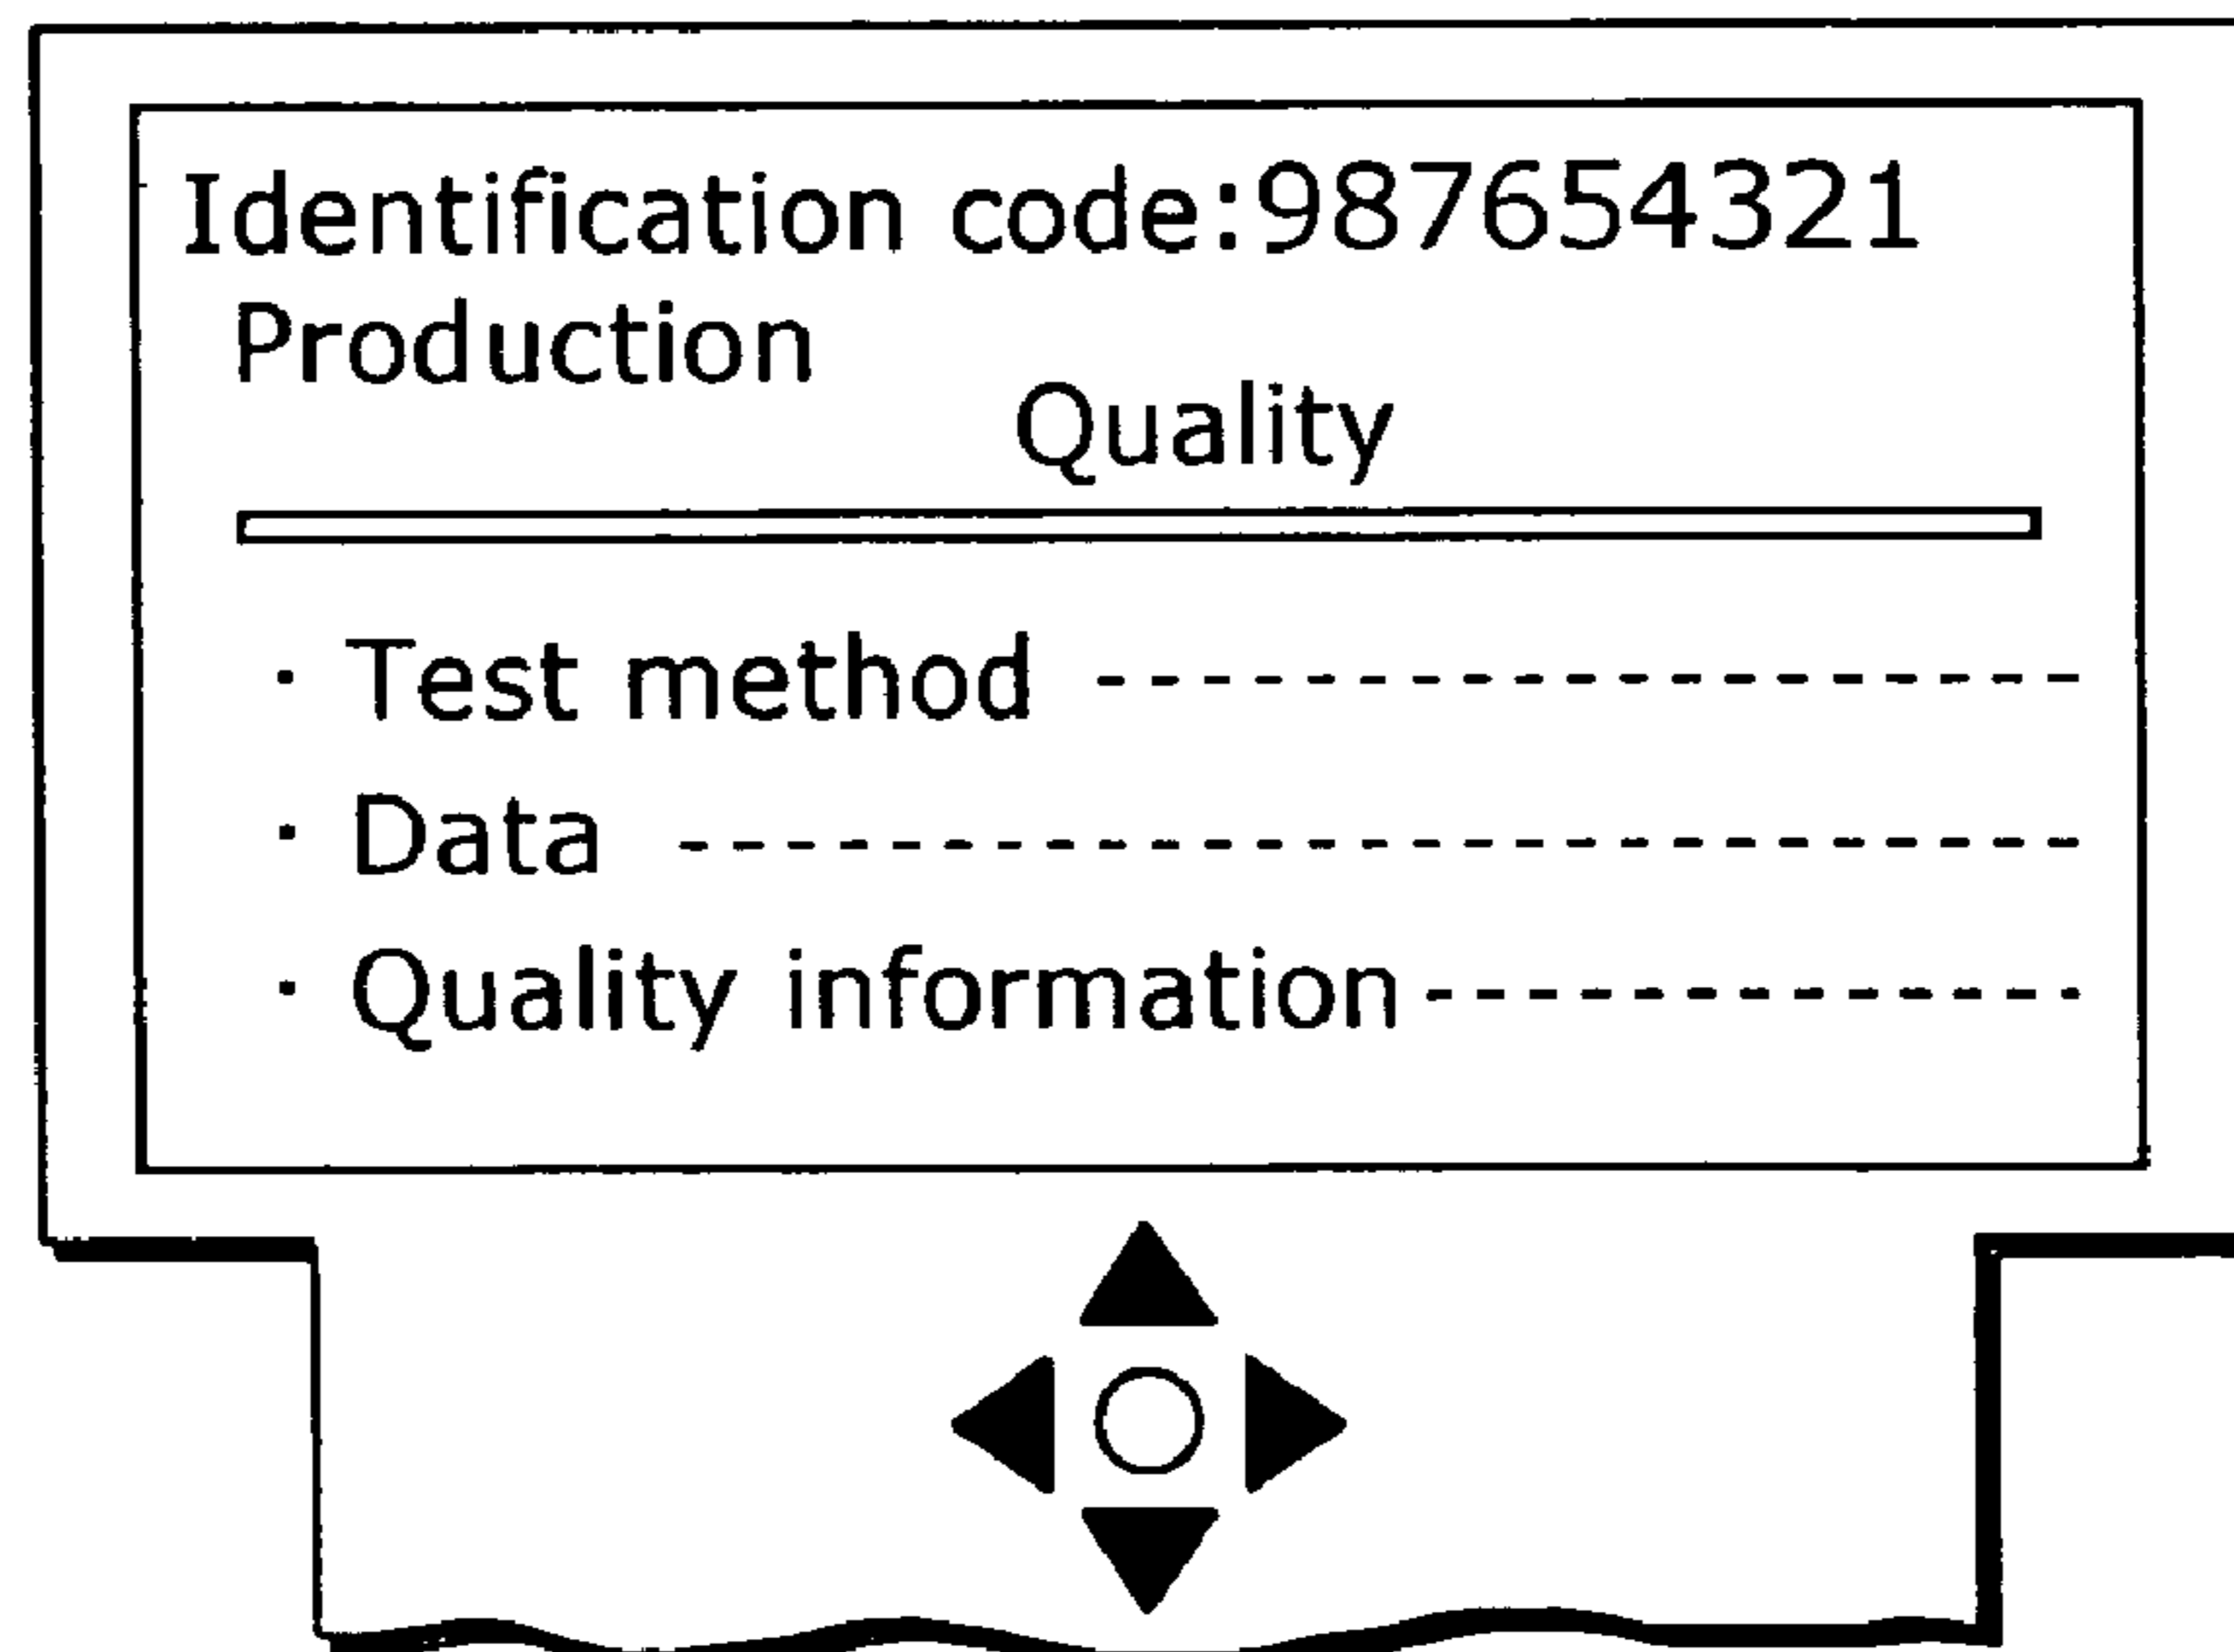 Identification code:987654321
Production
Quality
· Test method ------------------
· Data ---------------------------
· Quality information-------------